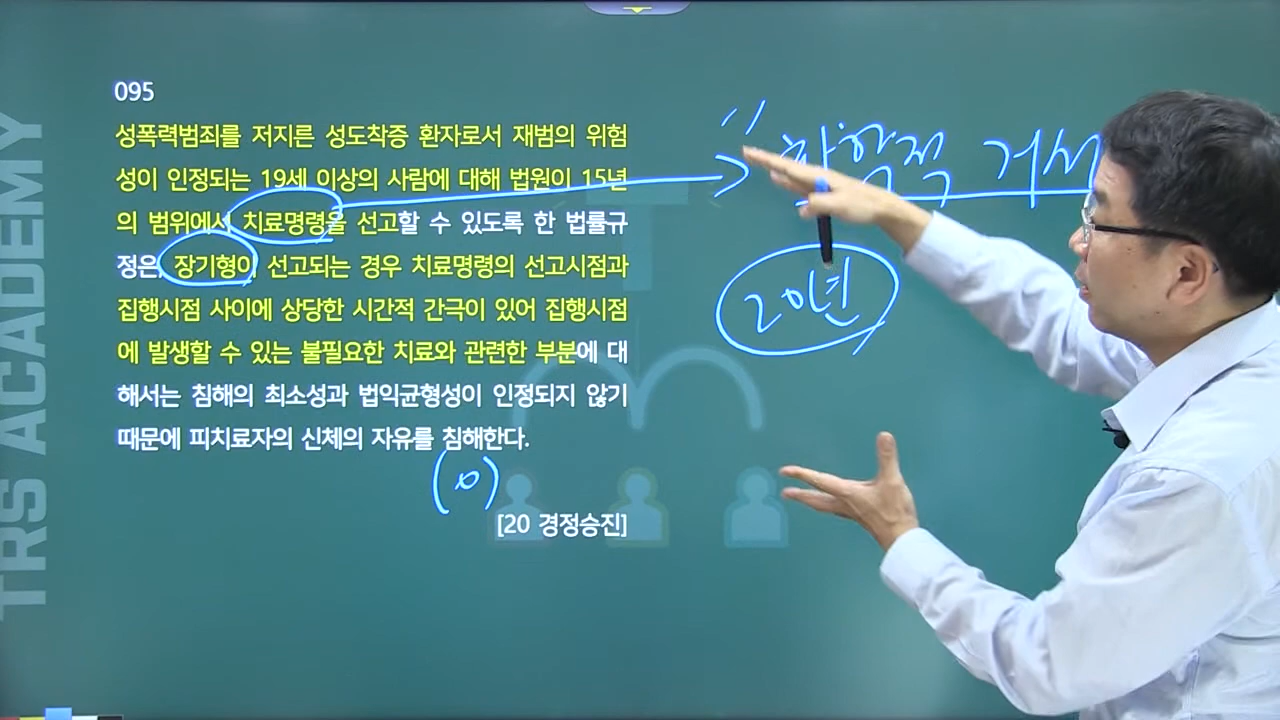 095
성폭력범죄를 저지른 성도착증 환자로서 재범의 위험
성이 인정되는 19세 이상의 사람에 대해 법원이 15년
의 범위에서 치료명령을 선고할 수 있도록 한 법률규
정은, 장기형이 선고되는 경우 치료명령의 선고시점과
집행시점 사이에 상당한 시간적 간극이 있어 집행시점
에 발생할 수 있는 불필요한 치료와 관련한 부분에 대
해서는 침해의 최소성과 법익균형성이 인정되지 않기
때문에 피치료자의 신체의 자유를 침해한다.
(o)
[20 경정승진]
화학적 거세
20년
TRS ACADEMY